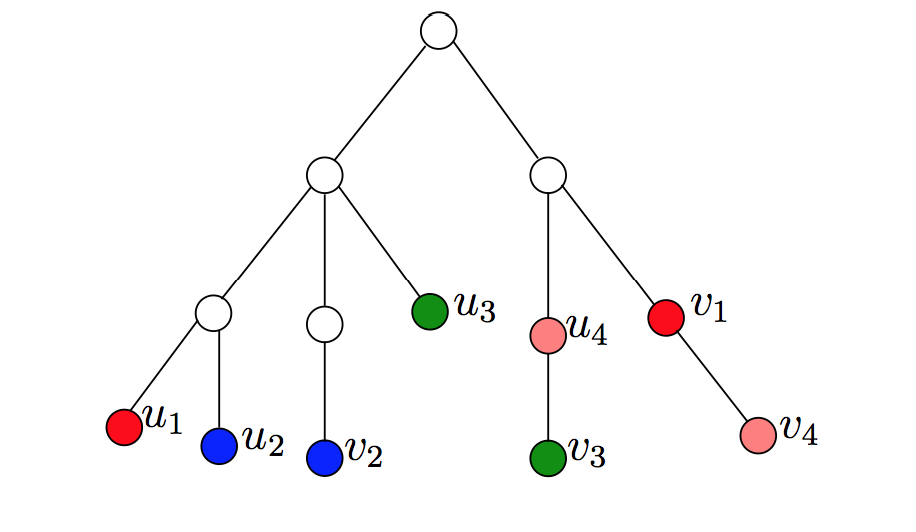 u₃
v₁
u₄
u₁
u₂
v₂
v₃
v₄